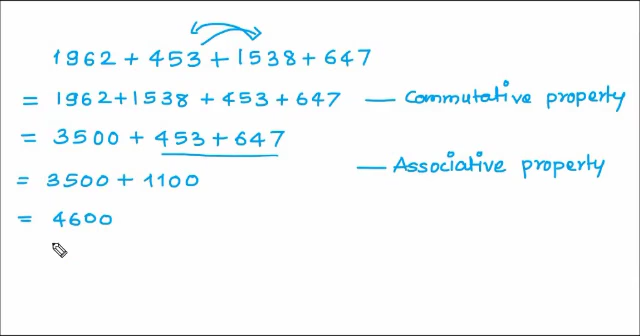 1962 + 453 + 1538 + 647
= 1962+1538 + 453 + 647 — Commutative property
= 3500 + 453 + 647
— Associative property
= 3500 + 1100
= 4600